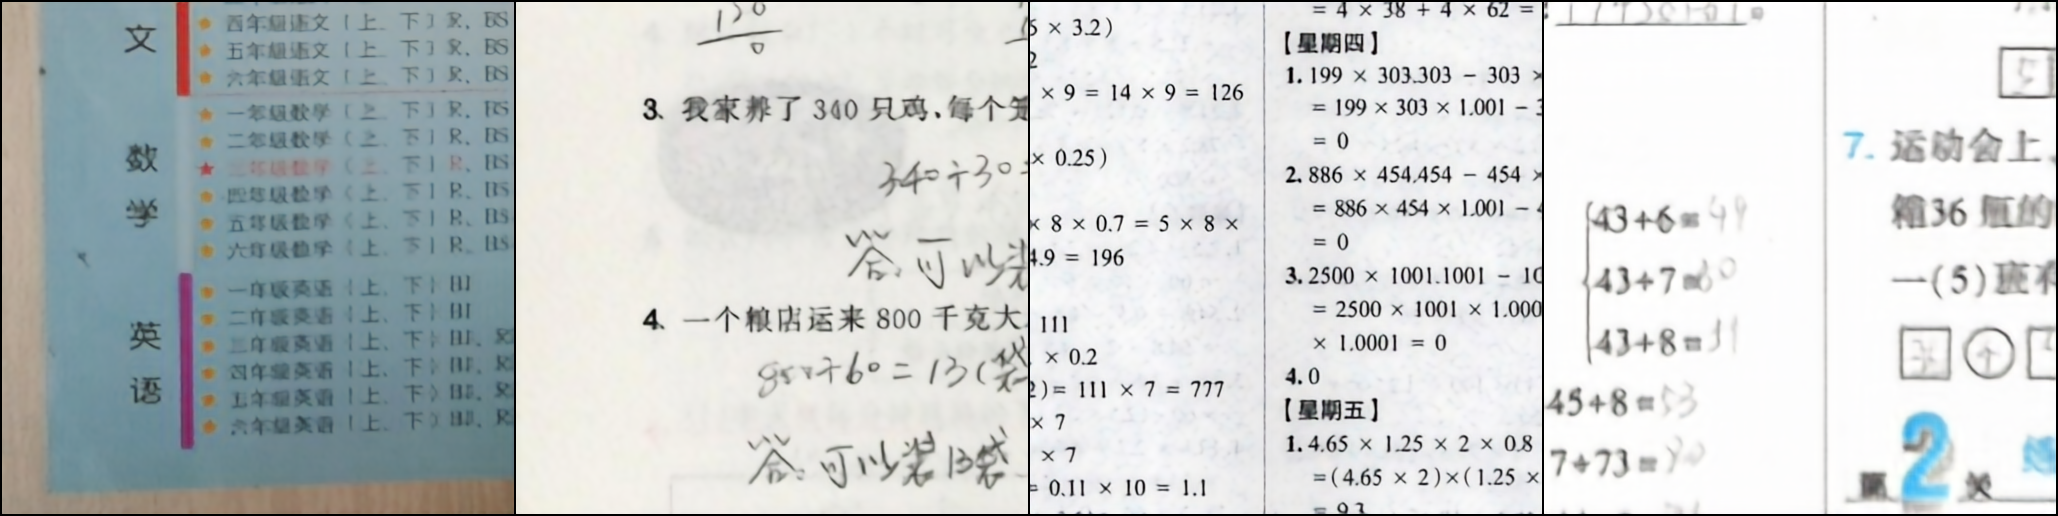 文
四年级语文（上、下）R、BS
五年级语文（上、下）R、BS
六年级语文（上、下）R、BS
数学
一年级数学（上、下）R、BS
二年级数学（上、下）R、BS
三年级数学（上、下）R、BS
四年级数学（上、下）R、BS
五年级数学（上、下）R、BS
六年级数学（上、下）R、BS
英语
一年级英语（上、下）HJ
二年级英语（上、下）HJ
三年级英语（上、下）HJ、
四年级英语（上、下）HJ、
五年级英语（上、下）HJ、
六年级英语（上、下）HJ、
0
3. 我家养了 340 只鸡,每个笼
340÷30=
答:可以装
4. 一个粮店运来 800 千克大
÷60=13(袋
答:可以装13袋
× 3.2)
2
× 9 = 14 × 9 = 126
× 0.25)
× 8 × 0.7 = 5 × 8 ×
4.9 = 196
111
× 0.2
2)= 111 × 7 = 777
× 7
× 7
= 0.11 × 10 = 1.1
= 4 × 38 + 4 × 62 =
【星期四】
1. 199 × 303.303 − 303 ×
= 199 × 303 × 1.001 −
= 0
2. 886 × 454.454 − 454 ×
= 886 × 454 × 1.001 −
= 0
3. 2500 × 1001.1001 − 10
= 2500 × 1001 × 1.000
× 1.0001 = 0
4. 0
【星期五】
1. 4.65 × 1.25 × 2 × 0.8
=(4.65 × 2)×(1.25 ×
= 9.3
43+6=49
43+7=50
43+8=51
45+8=53
7+73=
5
7. 运动会上、
箱36 瓶的
一(5)班有
+
第2关